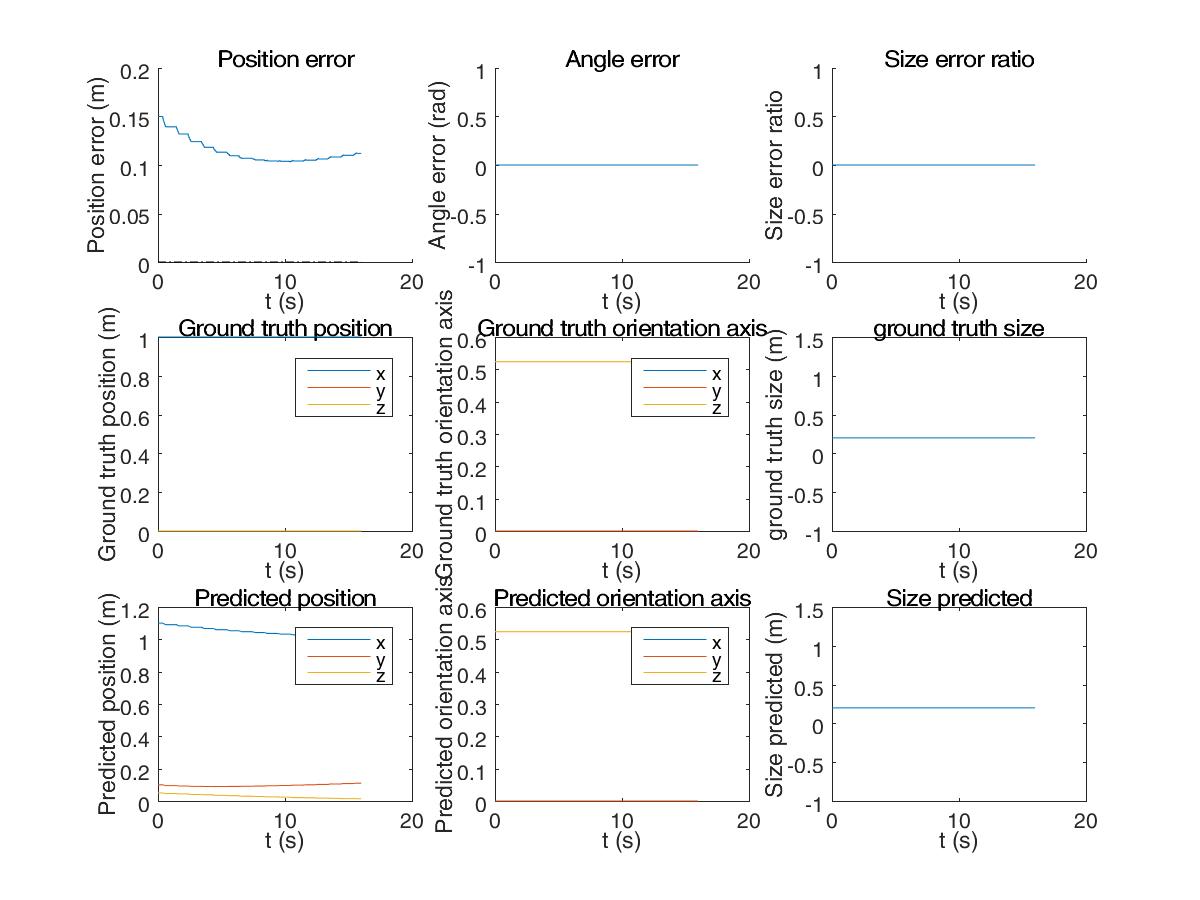 Position error
Position error (m)
0.2
0.15
0.1
0.05
0
0 10 20
t (s)
Angle error
Angle error (rad)
1
0.5
0
-0.5
-1
0 10 20
t (s)
Size error ratio
Size error ratio
1
0.5
0
-0.5
-1
0 10 20
t (s)
Ground truth position
Ground truth position (m)
1
0.8
0.6
0.4
0.2
0
x
y
z
0 10 20
t (s)
Ground truth orientation axis
Ground truth orientation axis
0.6
0.5
0.4
0.3
0.2
0.1
0
x
y
z
0 10 20
t (s)
ground truth size
ground truth size (m)
1.5
1
0.5
0
-0.5
-1
0 10 20
t (s)
Predicted position
Predicted position (m)
1.2
1
0.8
0.6
0.4
0.2
0
x
y
z
0 10 20
t (s)
Predicted orientation axis
Predicted orientation axis
0.6
0.5
0.4
0.3
0.2
0.1
0
x
y
z
0 10 20
t (s)
Size predicted
Size predicted (m)
1.5
1
0.5
0
-0.5
-1
0 10 20
t (s)